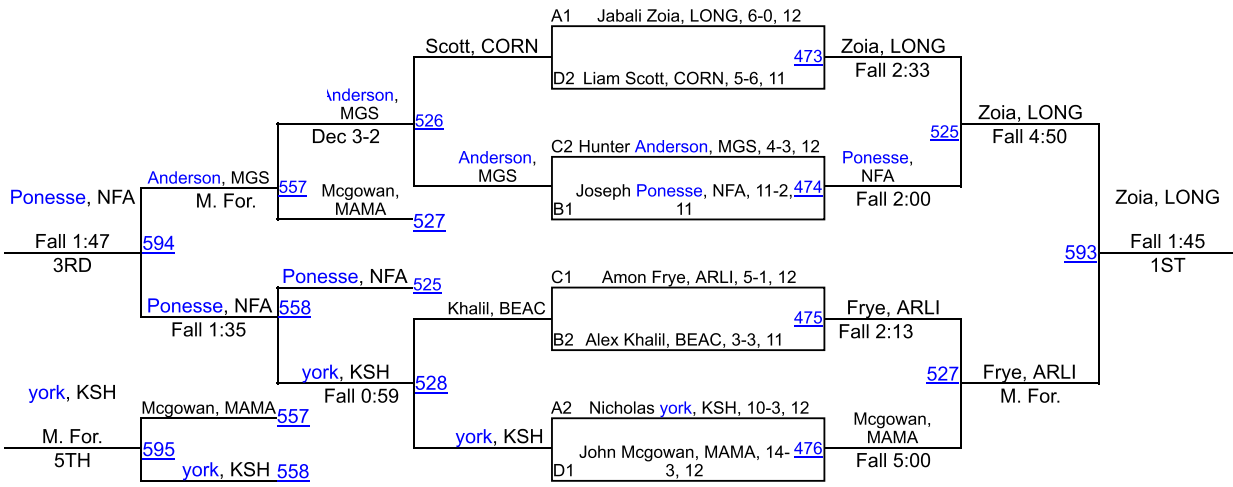 A1 Jabali Zoia, LONG, 6-0, 12
Scott, CORN
473
Zoia, LONG
Fall 2:33
D2 Liam Scott, CORN, 5-6, 11
Anderson,
MGS
Dec 3-2
526
525
Zoia, LONG
Fall 4:50
C2 Hunter Anderson, MGS, 4-3, 12
Anderson,
MGS
Ponesse,
NFA
Fall 2:00
Joseph Ponesse, NFA, 11-2,
11
474
B1
Anderson, MGS
M. For.
557
Mcgowan,
MAMA
527
Ponesse, NFA
Fall 1:47
3RD
594
Zoia, LONG
Fall 1:45
1ST
593
Ponesse, NFA
525
C1 Amon Frye, ARLI, 5-1, 12
Ponesse, NFA
Fall 1:35
558
Khalil, BEAC
475
Frye, ARLI
Fall 2:13
B2 Alex Khalil, BEAC, 3-3, 11
york, KSH
Fall 0:59
528
527
Frye, ARLI
M. For.
york, KSH
Mcgowan, MAMA
557
A2 Nicholas york, KSH, 10-3, 12
Mcgowan,
MAMA
Fall 5:00
M. For.
5TH
595
york, KSH
558
york, KSH
John Mcgowan, MAMA, 14-
3, 12
476
D1